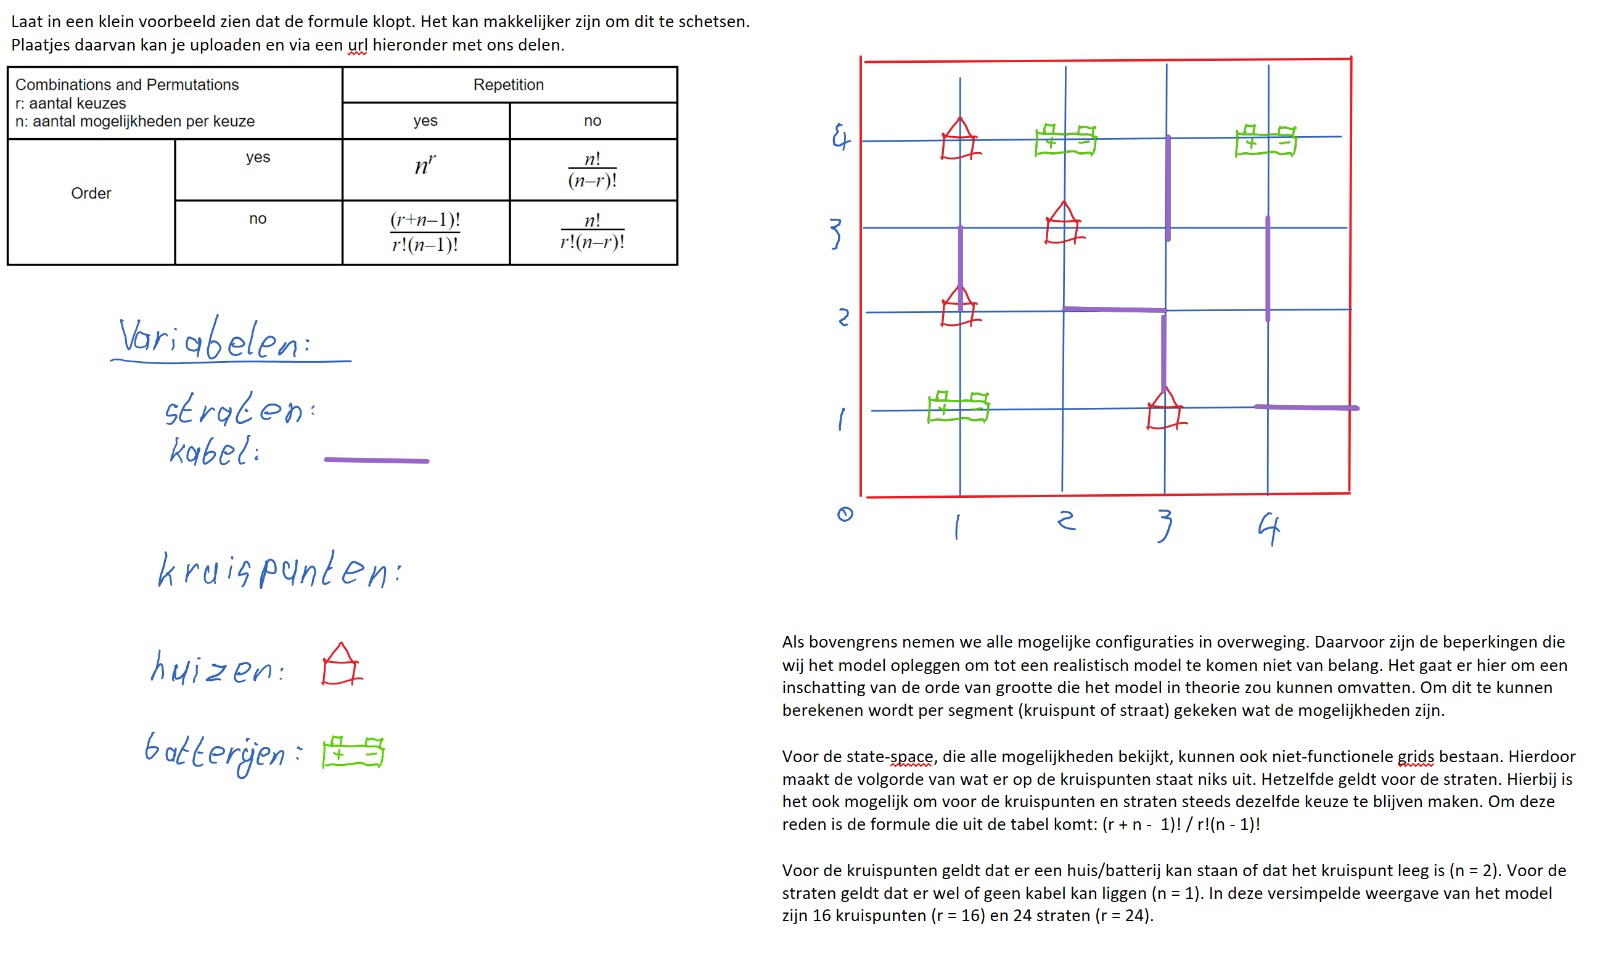 Laat in een klein voorbeeld zien dat de formule klopt. Het kan makkelijker zijn om dit te schetsen.
Plaatjes daarvan kan je uploaden en via een url hieronder met ons delen.
Combinations and Permutations
r: aantal keuzes
n: aantal mogelijkheden per keuze
Repetition
yes
no
Order
yes
n^r
n!/(n−r)!
no
(r+n−1)!/r!(n−1)!
n!/r!(n−r)!
Variabelen:
straten:
kabel:
kruispunten:
huizen:
batterijen:
+ −
4
3
2
1
0
1 2 3 4
+ −
+ −
+ −
Als bovengrens nemen we alle mogelijke configuraties in overweging. Daarvoor zijn de beperkingen die
wij het model opleggen om tot een realistisch model te komen niet van belang. Het gaat er hier om een
inschatting van de orde van grootte die het model in theorie zou kunnen omvatten. Om dit te kunnen
berekenen wordt per segment (kruispunt of straat) gekeken wat de mogelijkheden zijn.
Voor de state-space, die alle mogelijkheden bekijkt, kunnen ook niet-functionele grids bestaan. Hierdoor
maakt de volgorde van wat er op de kruispunten staat niks uit. Hetzelfde geldt voor de straten. Hierbij is
het ook mogelijk om voor de kruispunten en straten steeds dezelfde keuze te blijven maken. Om deze
reden is de formule die uit de tabel komt: (r + n - 1)! / r!(n - 1)!
Voor de kruispunten geldt dat er een huis/batterij kan staan of dat het kruispunt leeg is (n = 2). Voor de
straten geldt dat er wel of geen kabel kan liggen (n = 1). In deze versimpelde weergave van het model
zijn 16 kruispunten (r = 16) en 24 straten (r = 24).